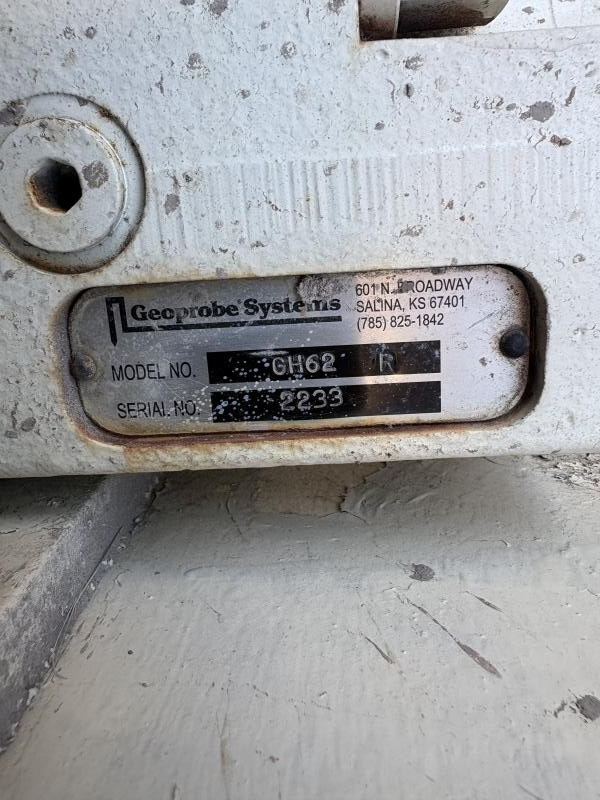 Geoprobe Systems
601 N. BROADWAY
SALINA, KS 67401
(785) 825-1842
MODEL NO. GH62 R
SERIAL NO. 2233